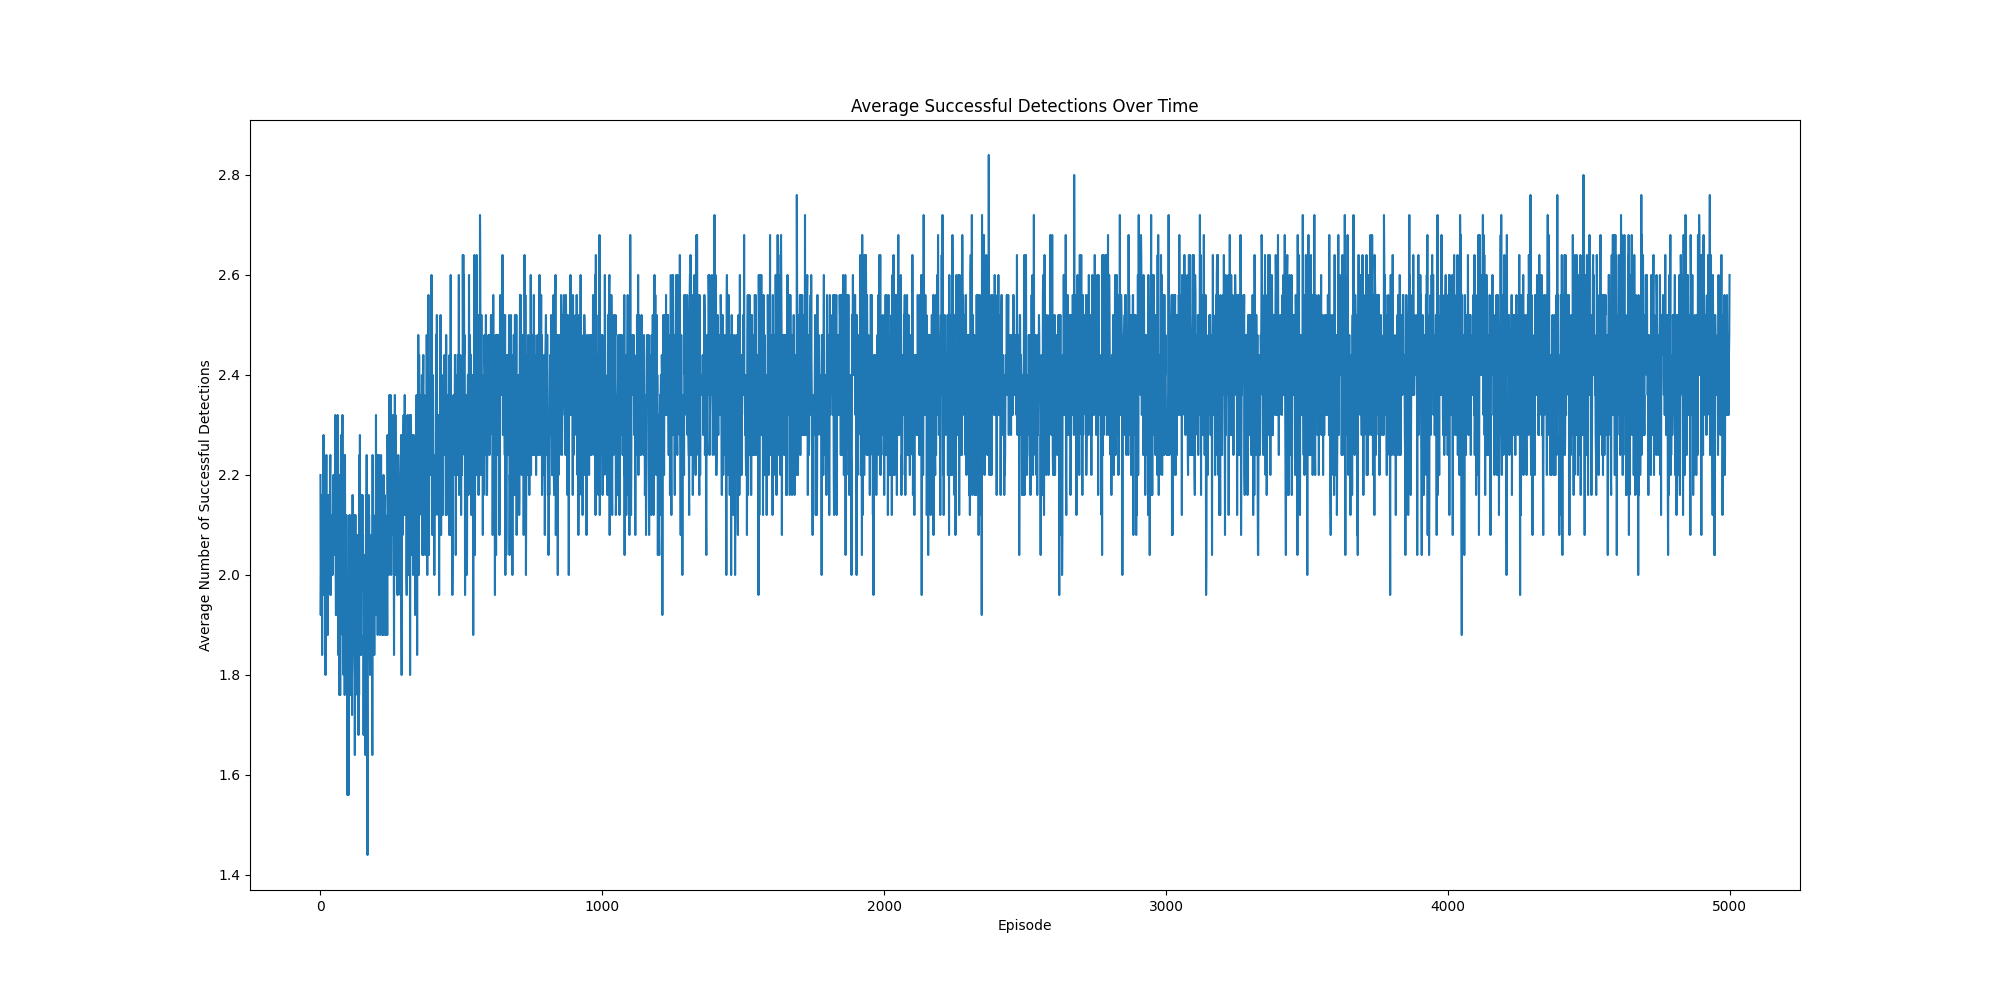 Average Successful Detections Over Time
2.8
2.6
2.4
2.2
2.0
1.8
1.6
1.4
Average Number of Successful Detections
0 1000 2000 3000 4000 5000
Episode